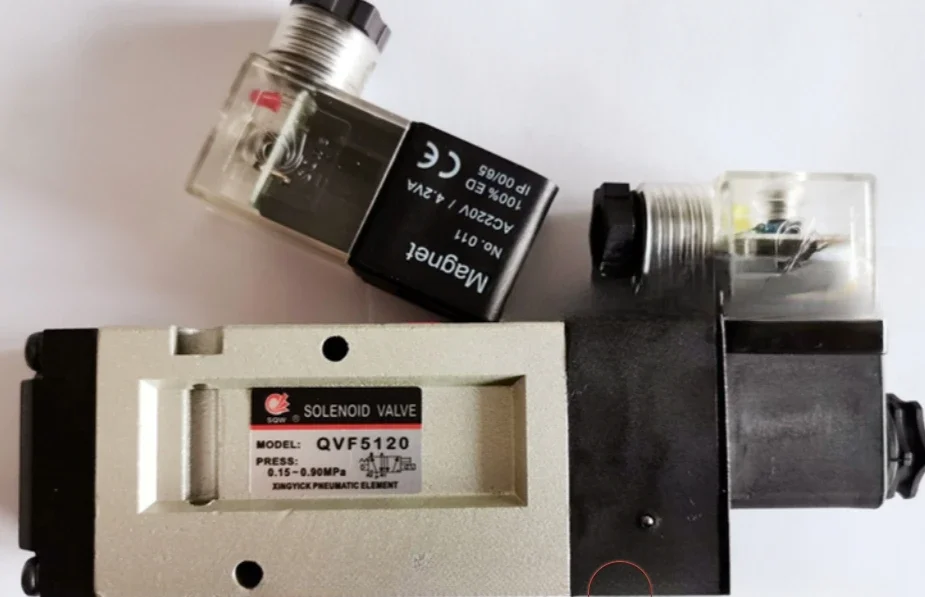 Magnet
No. 011
AC220V / 4.2VA
100% ED
IP 00/65
CE
SQW ® SOLENOID VALVE
MODEL: QVF5120
PRESS:
0.15~0.90MPa
XINGYICK PNEUMATIC ELEMENT